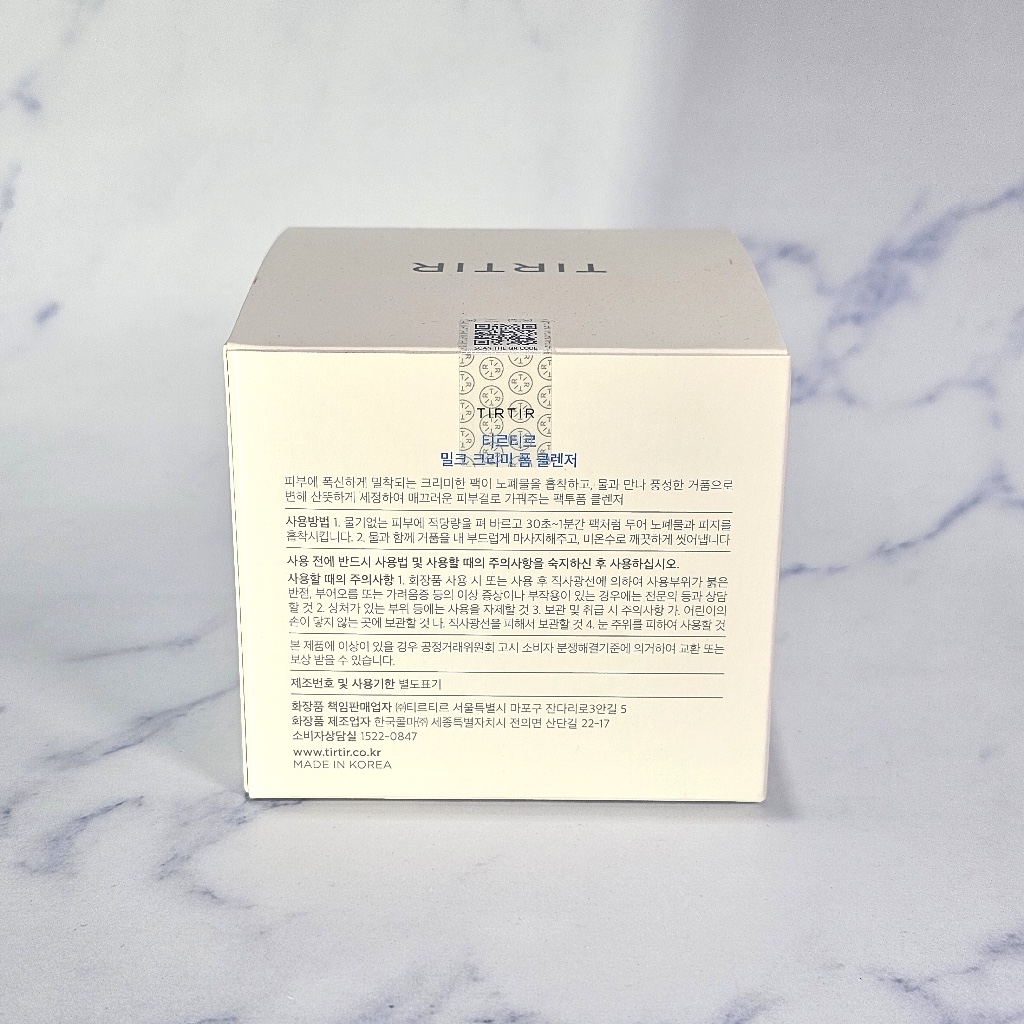 TIRTIR
SCAN THE QR CODE
TIRTIR
티르티르
밀크 크리미 폼 클렌저
피부에 폭신하게 밀착되는 크리미한 팩이 노폐물을 흡착하고, 물과 만나 풍성한 거품으로
변해 산뜻하게 세정하여 매끄러운 피부결로 가꿔주는 팩투폼 클렌저
사용방법 1. 물기없는 피부에 적당량을 펴 바르고 30초~1분간 팩처럼 두어 노폐물과 피지를
흡착시킵니다. 2. 물과 함께 거품을 내 부드럽게 마사지해주고, 미온수로 깨끗하게 씻어냅니다
사용 전에 반드시 사용법 및 사용할 때의 주의사항을 숙지하신 후 사용하십시오.
사용할 때의 주의사항 1. 화장품 사용 시 또는 사용 후 직사광선에 의하여 사용부위가 붉은
반점, 부어오름 또는 가려움증 등의 이상 증상이나 부작용이 있는 경우에는 전문의 등과 상담
할 것 2. 상처가 있는 부위 등에는 사용을 자제할 것 3. 보관 및 취급 시 주의사항 가. 어린이의
손이 닿지 않는 곳에 보관할 것 나. 직사광선을 피해서 보관할 것 4. 눈 주위를 피하여 사용할 것
본 제품에 이상이 있을 경우 공정거래위원회 고시 소비자 분쟁해결기준에 의거하여 교환 또는
보상 받을 수 있습니다.
제조번호 및 사용기한 별도표기
화장품 책임판매업자 ㈜티르티르 서울특별시 마포구 잔다리로3안길 5
화장품 제조업자 한국콜마㈜ 세종특별자치시 전의면 산단길 22-17
소비자상담실 1522-0847
www.tirtir.co.kr
MADE IN KOREA